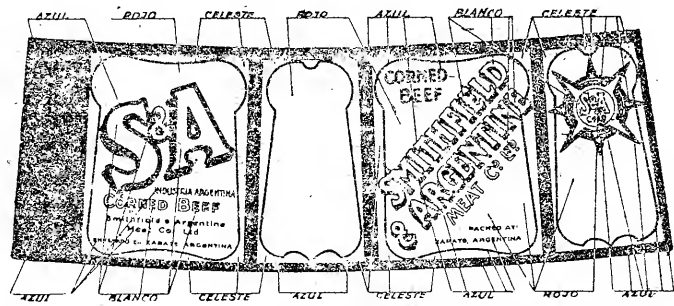 AZUL ROJO CELESTE ROJO AZUL BLANCO CELESTE
S&A
INDUSTRIA ARGENTINA
CORNED BEEF
Smithfield & Argentine
Meat Co. Ltd
ZARATE ARGENTINA
CORNED-
BEEF
SMITHFIELD
& ARGENTINE
MEAT Cº Lº
PACKED AT:
ZARATE, ARGENTINA
S&A
AZUL BLANCO CELESTE AZUL CELESTE AZUL ROJO AZUL